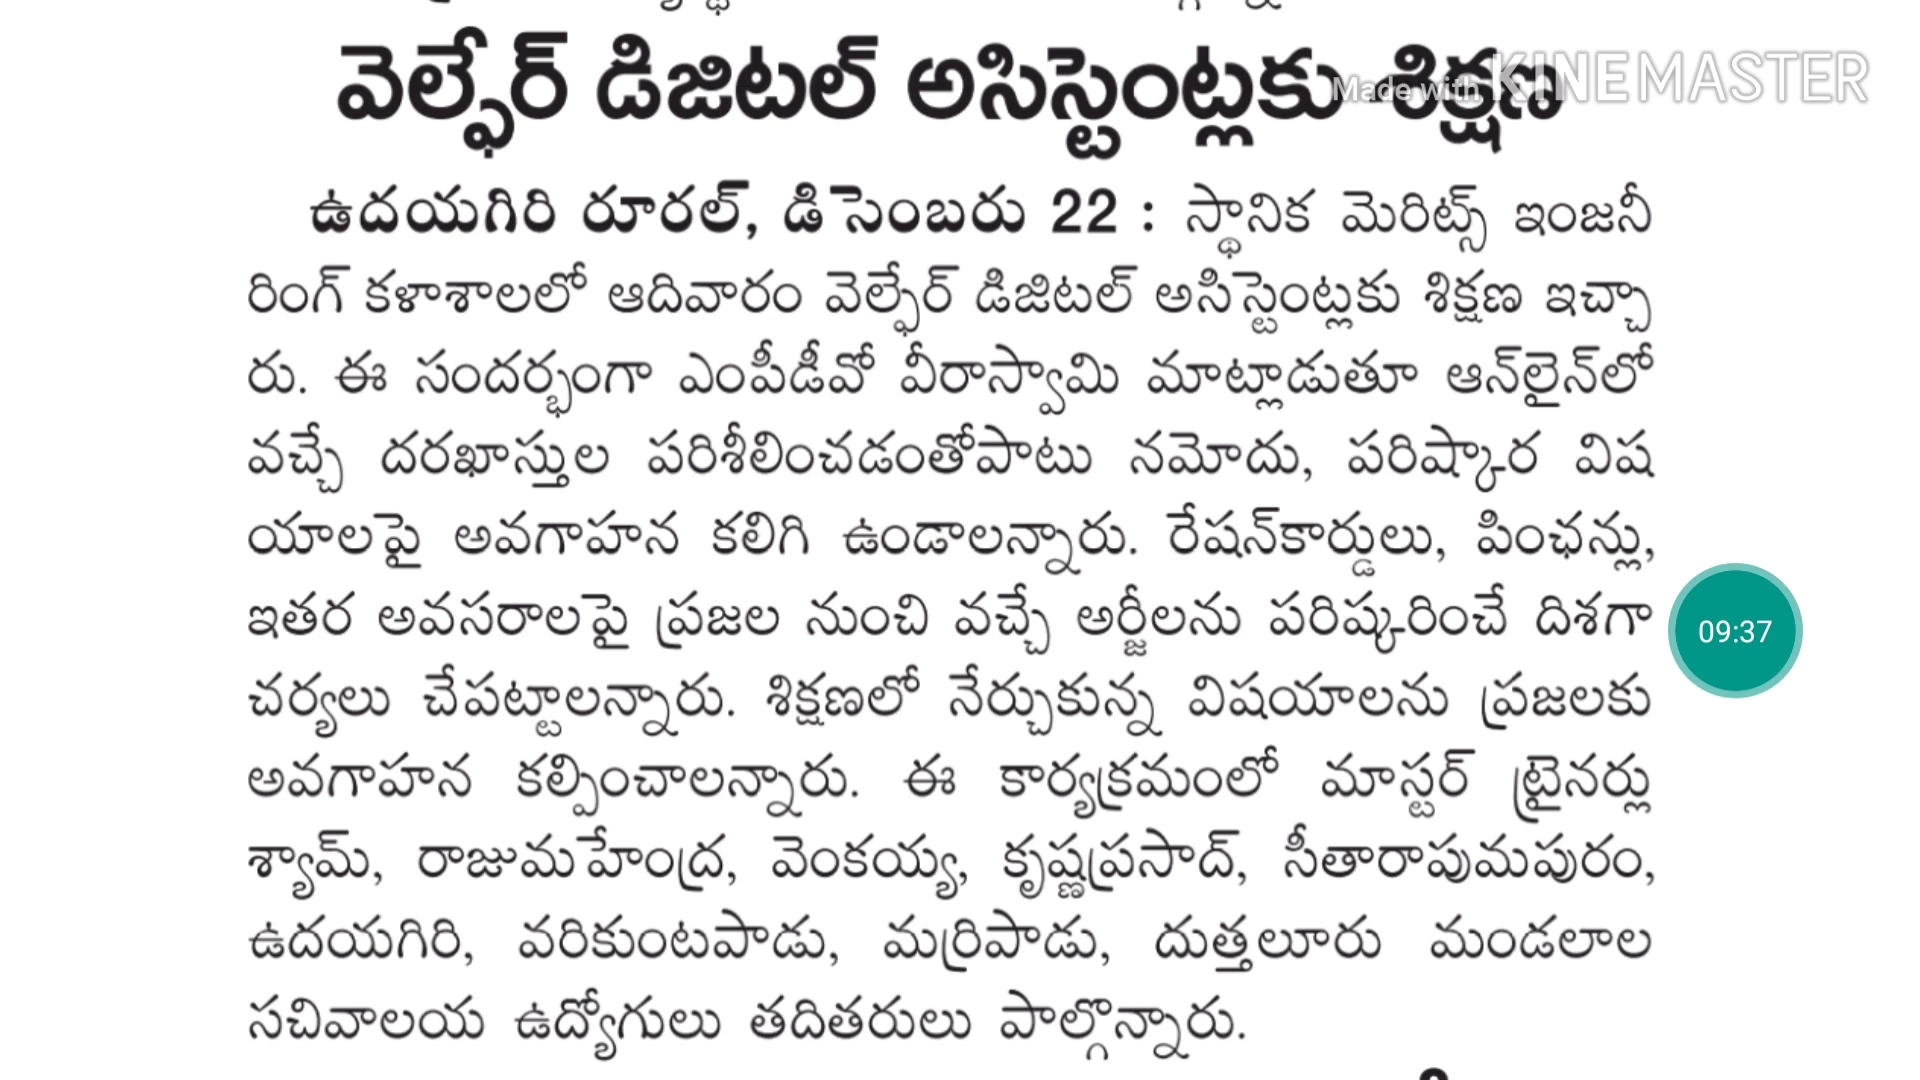 వెల్ఫేర్ డిజిటల్ అసిస్టెంట్లకు శిక్షణ
Made with KINEMASTER
ఉదయగిరి రూరల్, డిసెంబరు 22 : స్థానిక మెరిట్స్ ఇంజనీ
రింగ్ కళాశాలలో ఆదివారం వెల్ఫేర్ డిజిటల్ అసిస్టెంట్లకు శిక్షణ ఇచ్చా
రు. ఈ సందర్భంగా ఎంపీడీవో వీరాస్వామి మాట్లాడుతూ ఆన్‌లైన్‌లో
వచ్చే దరఖాస్తుల పరిశీలించడంతోపాటు నమోదు, పరిష్కార విష
యాలపై అవగాహన కలిగి ఉండాలన్నారు. రేషన్‌కార్డులు, పింఛన్లు,
ఇతర అవసరాలపై ప్రజల నుంచి వచ్చే అర్జీలను పరిష్కరించే దిశగా
09:37
చర్యలు చేపట్టాలన్నారు. శిక్షణలో నేర్చుకున్న విషయాలను ప్రజలకు
అవగాహన కల్పించాలన్నారు. ఈ కార్యక్రమంలో మాస్టర్ ట్రైనర్లు
శ్యామ్, రాజుమహేంద్ర, వెంకయ్య, కృష్ణప్రసాద్, సీతారాపుమపురం,
ఉదయగిరి, వరికుంటపాడు, మర్రిపాడు, దుత్తలూరు మండలాల
సచివాలయ ఉద్యోగులు తదితరులు పాల్గొన్నారు.